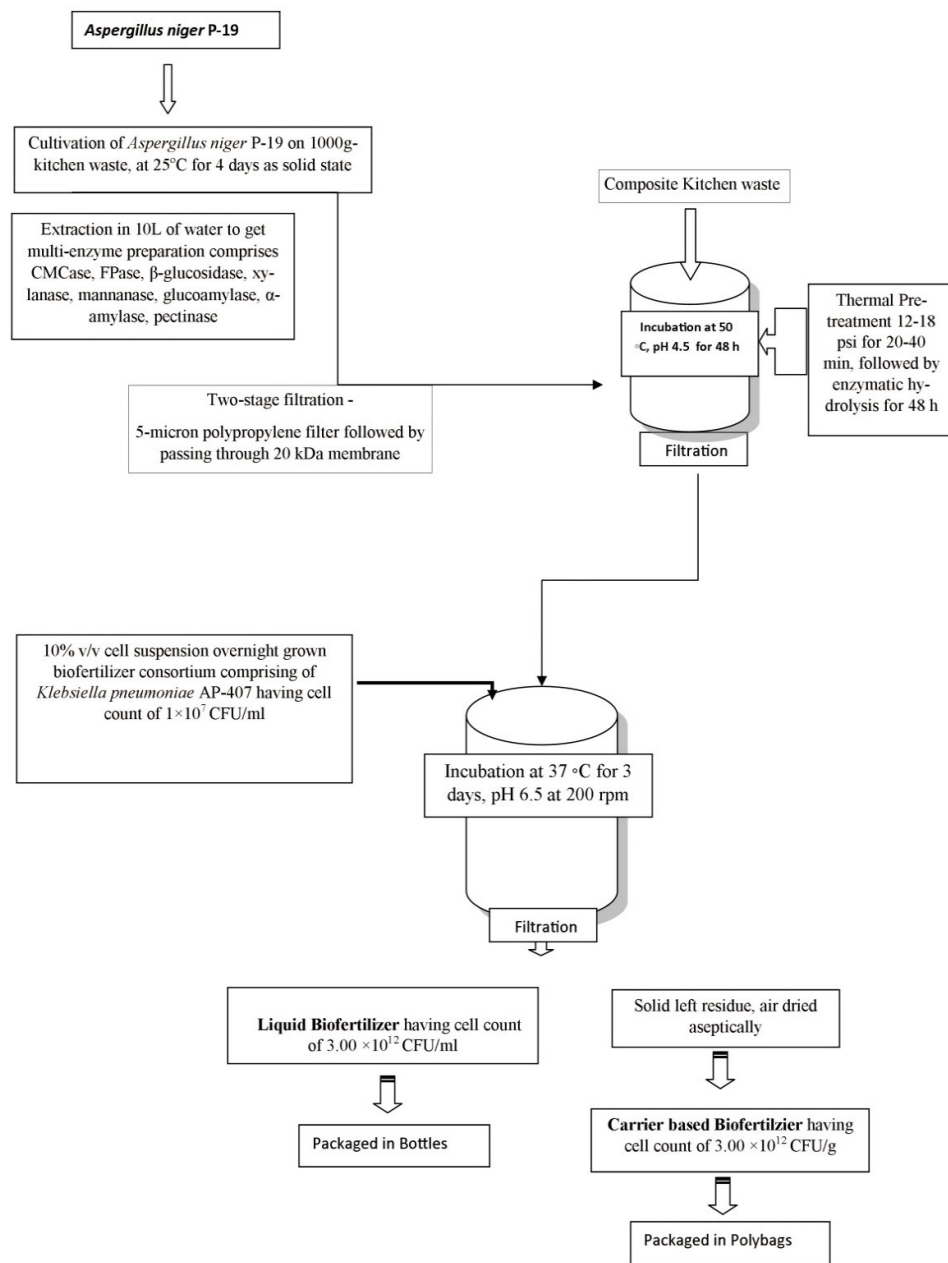 Aspergillus niger P-19
Cultivation of Aspergillus niger P-19 on 1000g-
kitchen waste, at 25°C for 4 days as solid state
Extraction in 10L of water to get
multi-enzyme preparation comprises
CMCase, FPase, β-glucosidase, xy-
lanase, mannanase, glucoamylase, α-
amylase, pectinase
Two-stage filtration -
5-micron polypropylene filter followed by
passing through 20 kDa membrane
Composite Kitchen waste
Incubation at 50
°C, pH 4.5 for 48 h
Thermal Pre-
treatment 12-18
psi for 20-40
min, followed by
enzymatic hy-
drolysis for 48 h
Filtration
10% v/v cell suspension overnight grown
biofertilizer consortium comprising of
Klebsiella pneumoniae AP-407 having cell
count of 1×10⁷ CFU/ml
Incubation at 37 °C for 3
days, pH 6.5 at 200 rpm
Filtration
Liquid Biofertilizer having cell count
of 3.00 ×10¹² CFU/ml
Packaged in Bottles
Solid left residue, air dried
aseptically
Carrier based Biofertilzier having
cell count of 3.00 ×10¹² CFU/g
Packaged in Polybags